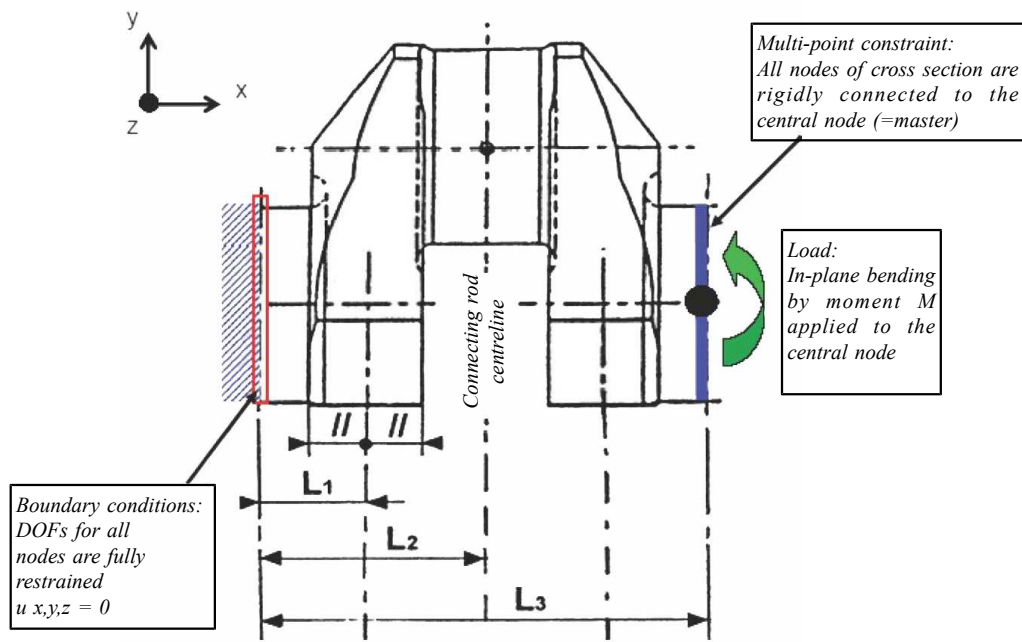 y
x
z
Multi-point constraint:
All nodes of cross section are
rigidly connected to the
central node (=master)
Load:
In-plane bending
by moment M
applied to the
central node
Connecting rod
centreline
// //
L1
L2
L3
Boundary conditions:
DOFs for all
nodes are fully
restrained
u x,y,z = 0